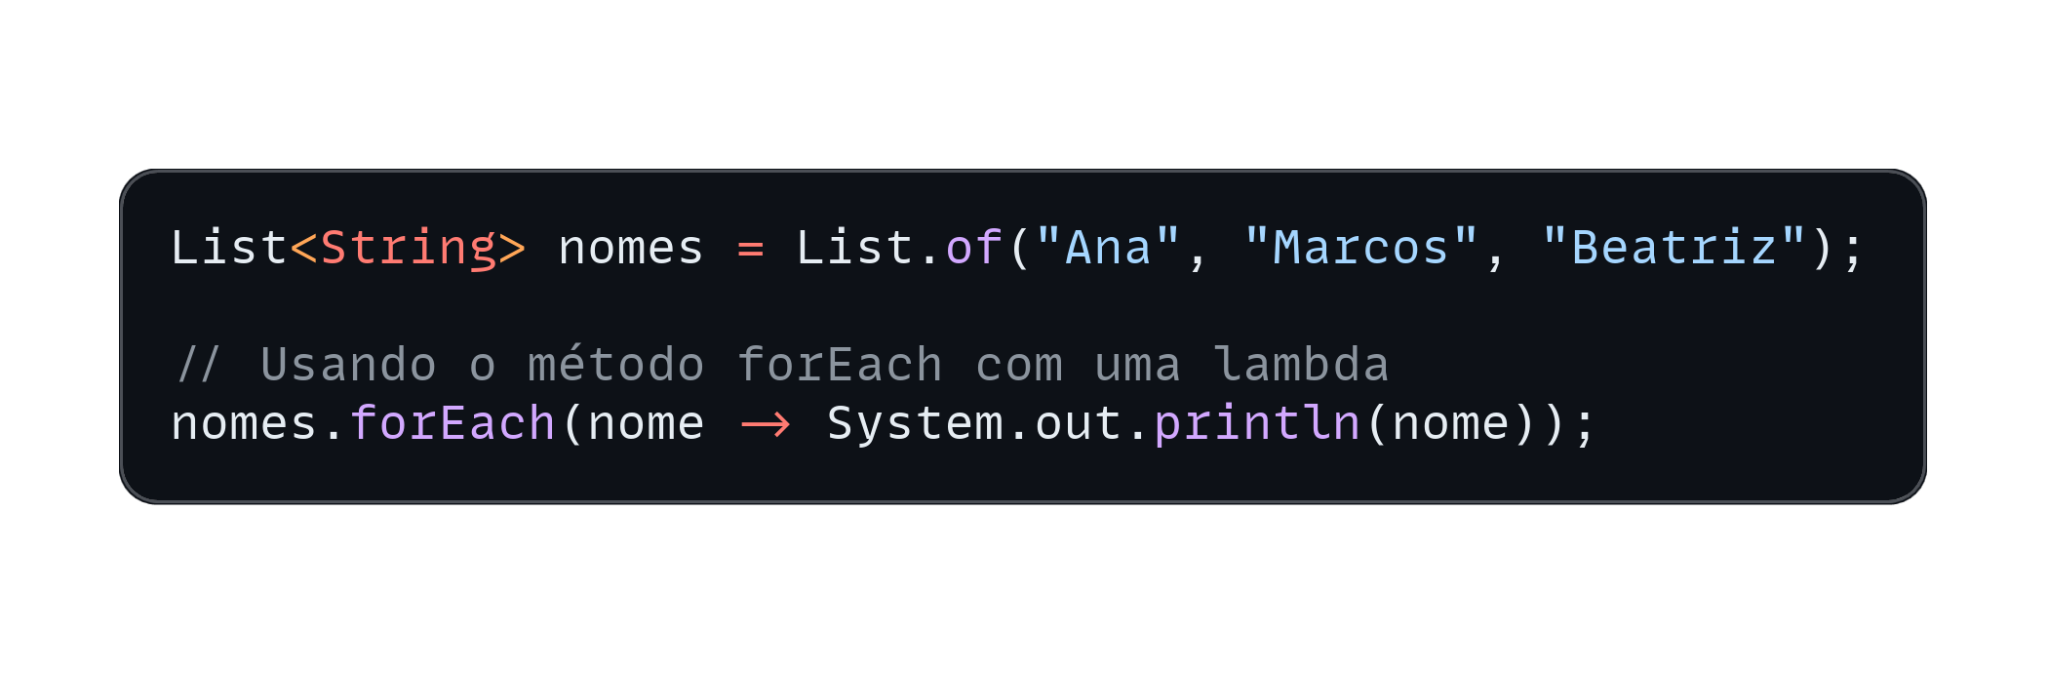 List<String> nomes = List.of("Ana", "Marcos", "Beatriz");
// Usando o método forEach com uma lambda
nomes.forEach(nome -> System.out.println(nome));